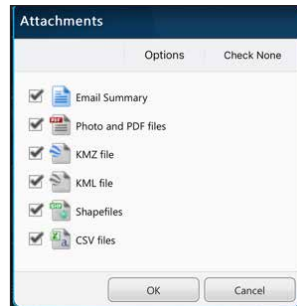 Attachments
Options Check None
Email Summary
Photo and PDF files
KMZ file
KML file
Shapefiles
CSV files
OK Cancel